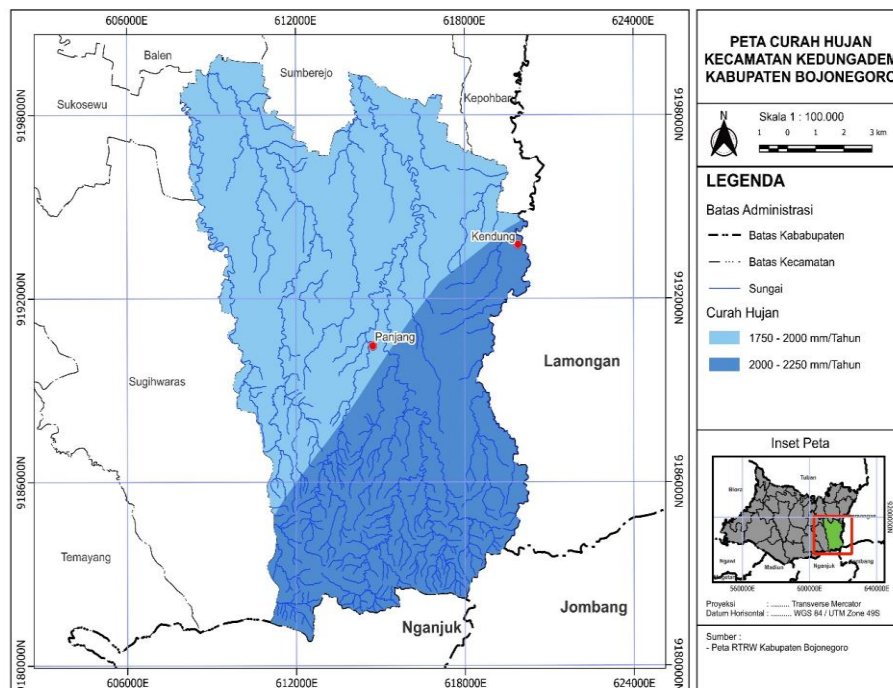 606000E
612000E
618000E
624000E
Balen
Sumberejo
Kepohbar
Sukosewu
9198000N
9198000N
Kendung
9192000N
9192000N
Panjang
Lamongan
Sugihwaras
9186000N
9186000N
Temayang
Jombang
Nganjuk
9180000N
9180000N
606000E
612000E
618000E
624000E
PETA CURAH HUJAN
KECAMATAN KEDUNGADEM
KABUPATEN BOJONEGORO
N
Skala 1 : 100.000
1 0 1 2 3 km
LEGENDA
Batas Administrasi
Batas Kababupaten
Batas Kecamatan
Sungai
Curah Hujan
1750 - 2000 mm/Tahun
2000 - 2250 mm/Tahun
Inset Peta
Tuban
Blora
Ngawi
Madiun
Nganjuk
Jombang
9200000N
560000E
600000E
640000E
Proyeksi : ......... Transverse Mercator
Datum Horisontal : .......... WGS 84 / UTM Zone 49S
Sumber :
- Peta RTRW Kabupaten Bojonegoro